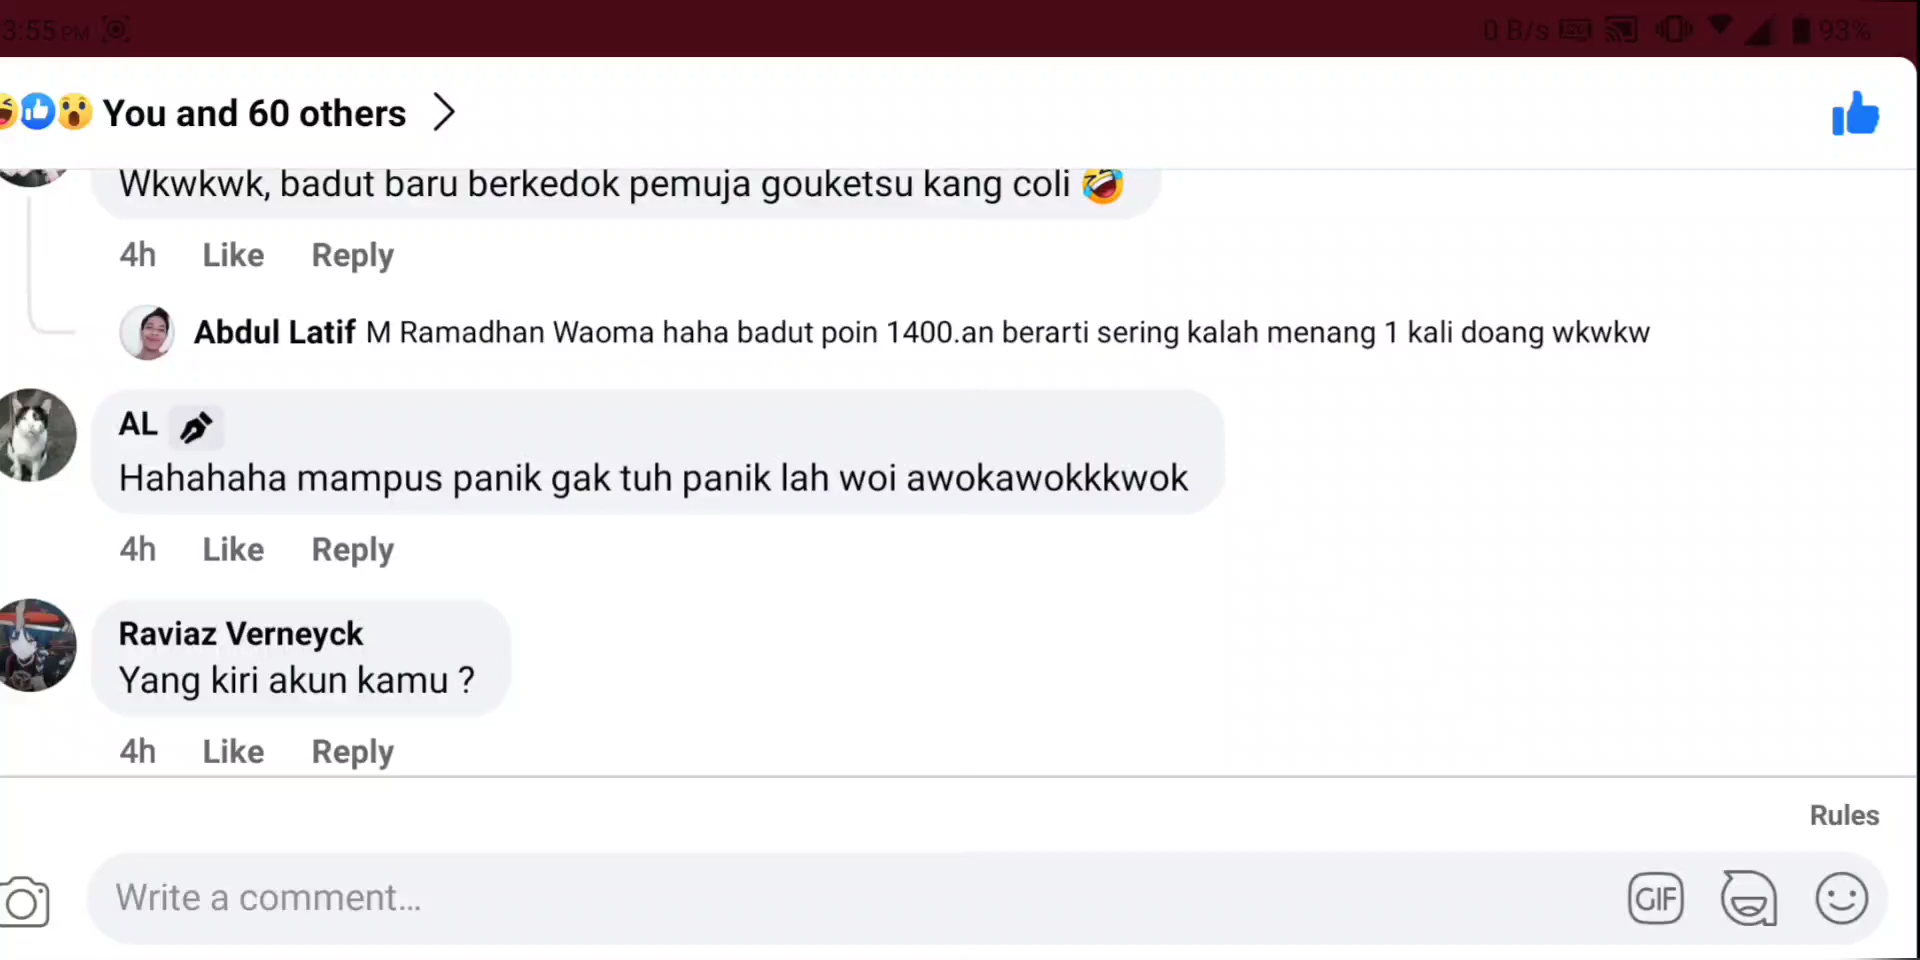 3:55 PM
0 B/s
93%
You and 60 others
Wkwkwk, badut baru berkedok pemuja gouketsu kang coli
4h Like Reply
Abdul Latif M Ramadhan Waoma haha badut poin 1400.an berarti sering kalah menang 1 kali doang wkwkw
AL
Hahahaha mampus panik gak tuh panik lah woi awokawokkkwok
4h Like Reply
Raviaz Verneyck
Yang kiri akun kamu ?
4h Like Reply
Rules
Write a comment...
GIF